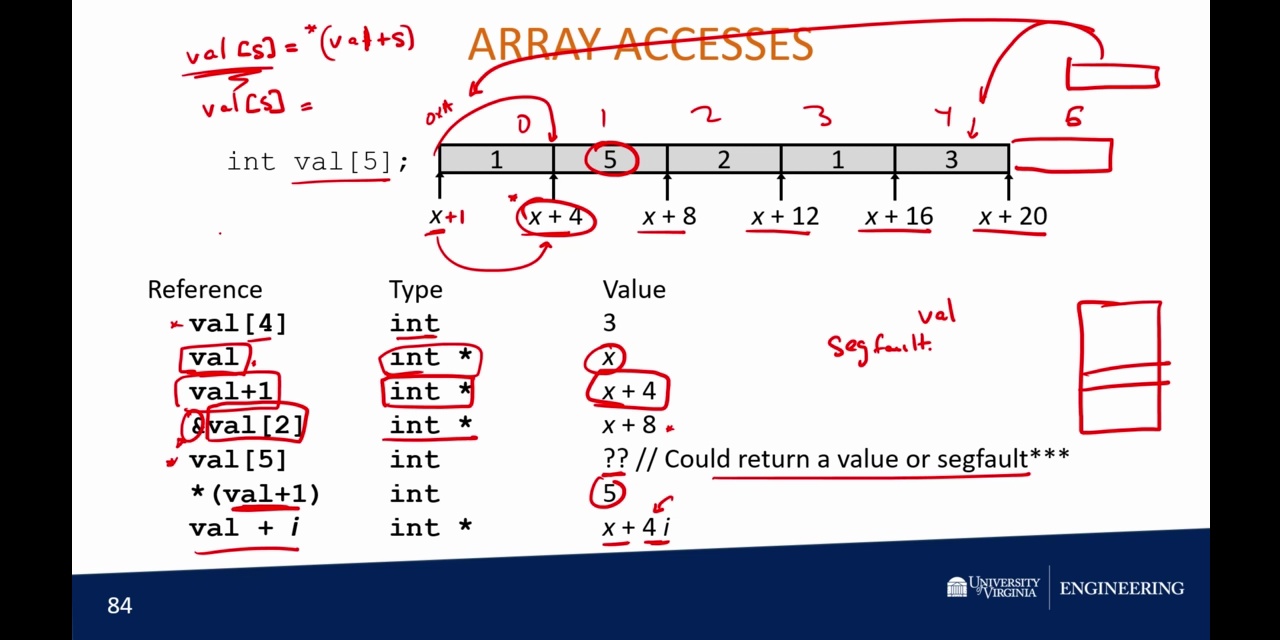 ARRAY ACCESSES
val[5] = *(val+5)
val[5] =
0xA
0 1 2 3 4 6
int val[5];
1 5 2 1 3
x+1 * x + 4 x + 8 x + 12 x + 16 x + 20
Reference Type Value
val[4] int 3
val int * x
val+1 int * x + 4
&val[2] int * x + 8
val[5] int ?? // Could return a value or segfault***
*(val+1) int 5
val + i int * x + 4 i
val
segfault.
84
UNIVERSITY of VIRGINIA ENGINEERING